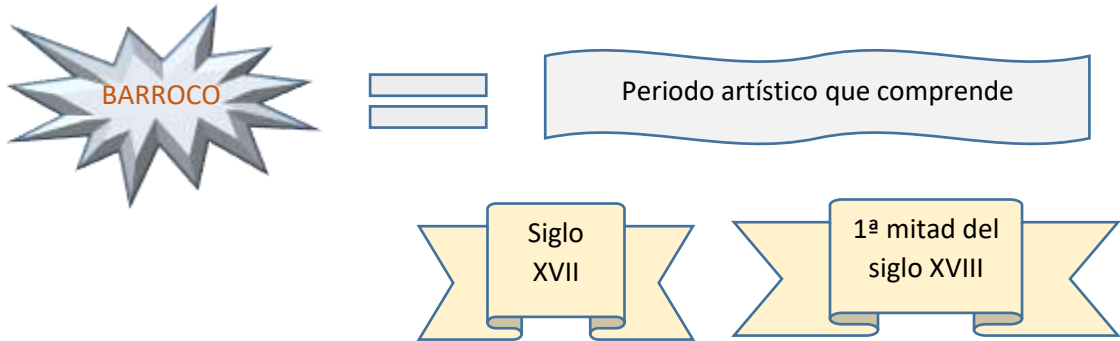 BARROCO
Periodo artístico que comprende
Siglo
XVII
1ª mitad del
siglo XVIII